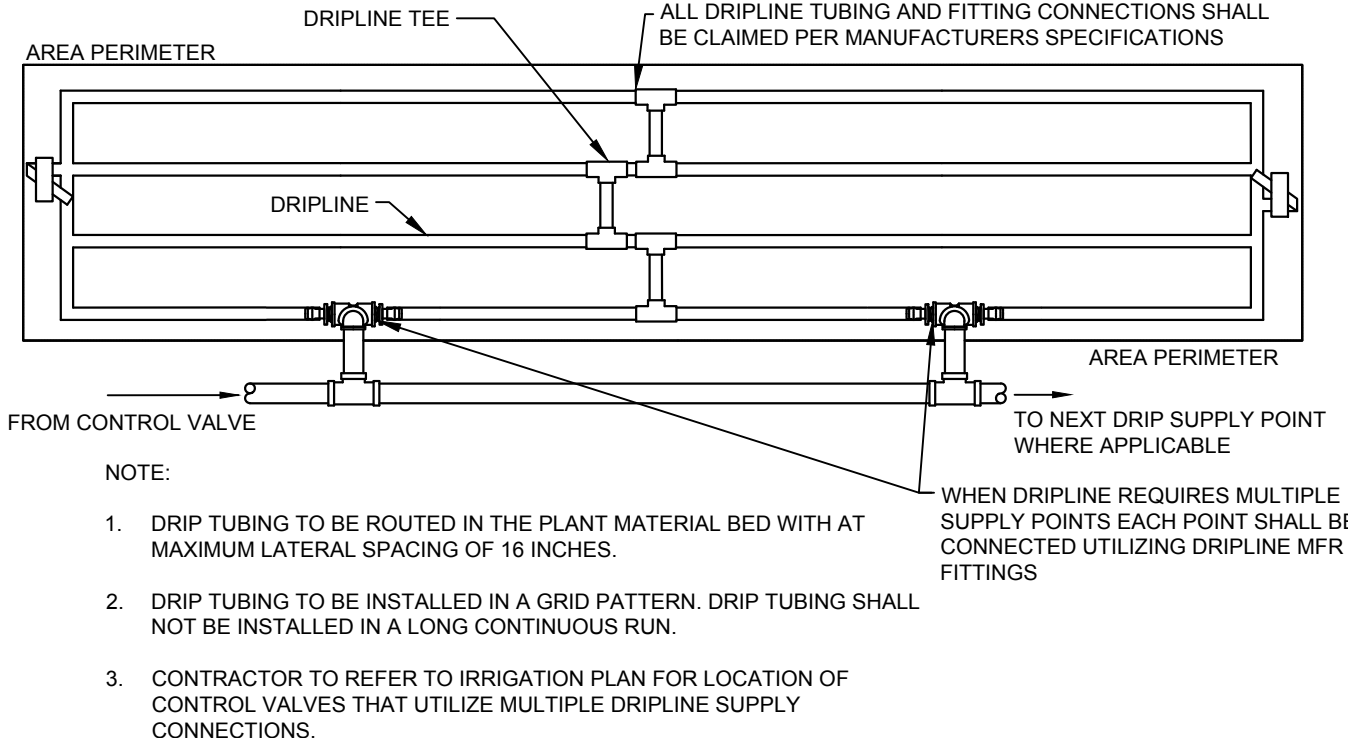 DRIPLINE TEE
ALL DRIPLINE TUBING AND FITTING CONNECTIONS SHALL
BE CLAIMED PER MANUFACTURERS SPECIFICATIONS
AREA PERIMETER
DRIPLINE
AREA PERIMETER
FROM CONTROL VALVE
TO NEXT DRIP SUPPLY POINT
WHERE APPLICABLE
NOTE:
1. DRIP TUBING TO BE ROUTED IN THE PLANT MATERIAL BED WITH AT
MAXIMUM LATERAL SPACING OF 16 INCHES.
2. DRIP TUBING TO BE INSTALLED IN A GRID PATTERN. DRIP TUBING SHALL
NOT BE INSTALLED IN A LONG CONTINUOUS RUN.
3. CONTRACTOR TO REFER TO IRRIGATION PLAN FOR LOCATION OF
CONTROL VALVES THAT UTILIZE MULTIPLE DRIPLINE SUPPLY
CONNECTIONS.
WHEN DRIPLINE REQUIRES MULTIPLE
SUPPLY POINTS EACH POINT SHALL BE
CONNECTED UTILIZING DRIPLINE MFR
FITTINGS